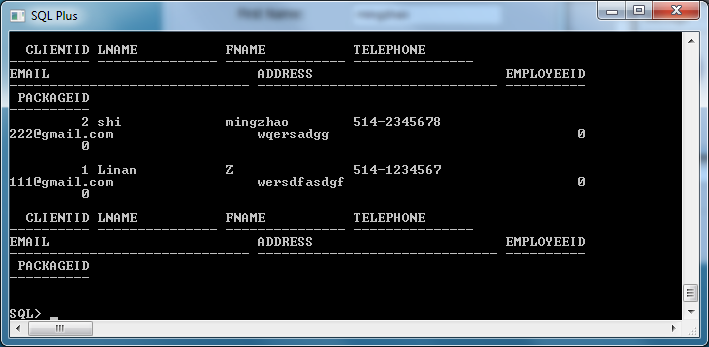 SQL Plus
CLIENTID LNAME FNAME TELEPHONE
EMAIL ADDRESS EMPLOYEEID
PACKAGEID
2 shi mingzhao 514-2345678
222@gmail.com wqersadgg 0
0
1 Linan Z 514-1234567
111@gmail.com wersdfasdgf 0
0
CLIENTID LNAME FNAME TELEPHONE
EMAIL ADDRESS EMPLOYEEID
PACKAGEID
SQL> _